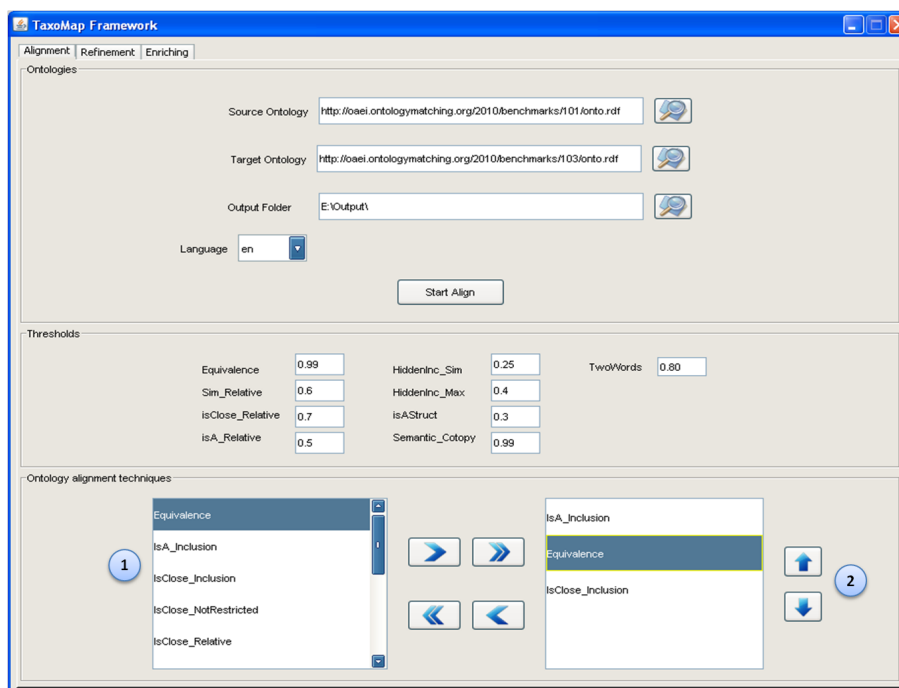 TaxoMap Framework
Alignment Refinement Enriching
Ontologies
Source Ontology http://oaei.ontologymatching.org/2010/benchmarks/101/onto.rdf
Target Ontology http://oaei.ontologymatching.org/2010/benchmarks/103/onto.rdf
Output Folder E:\Output\
Language en
Start Align
Thresholds
Equivalence 0.99 HiddenInc_Sim 0.25 TwoWords 0.80
Sim_Relative 0.6 HiddenInc_Max 0.4
isClose_Relative 0.7 isAStruct 0.3
isA_Relative 0.5 Semantic_Cotopy 0.99
Ontology alignment techniques
Equivalence
IsA_Inclusion
IsClose_Inclusion
IsClose_NotRestricted
IsClose_Relative
1
IsA_Inclusion
Equivalence
IsClose_Inclusion
2